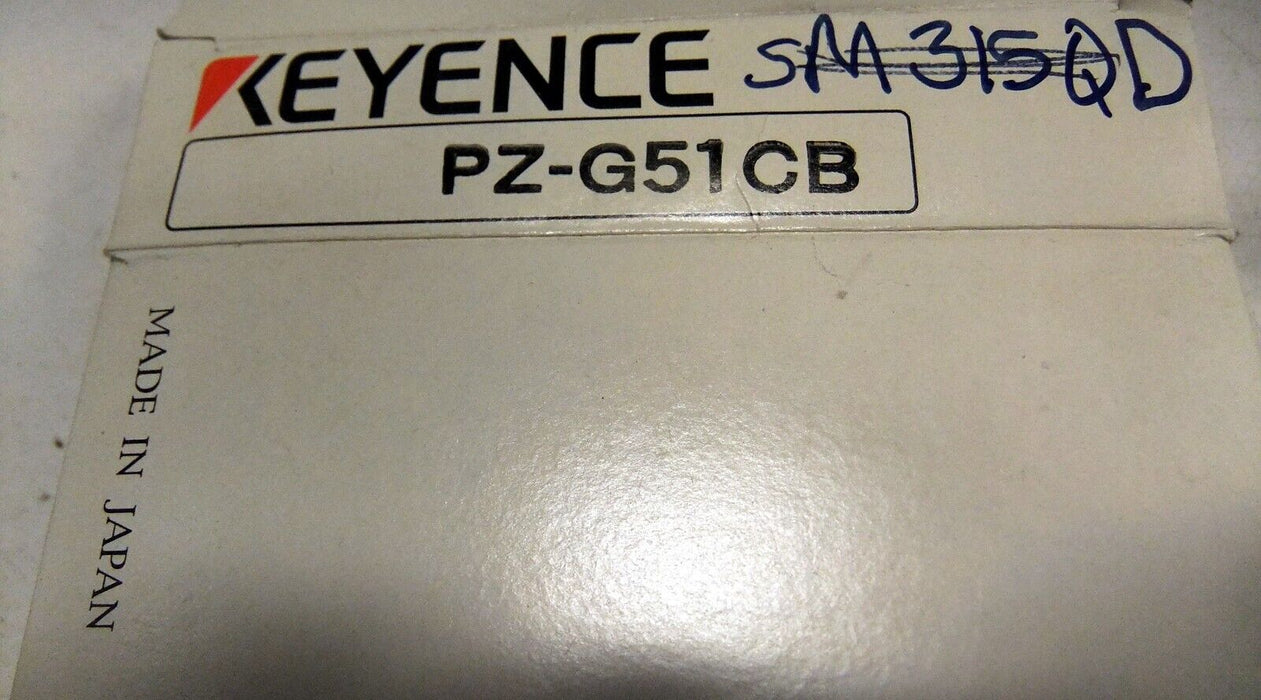 KEYENCE SM315QD
PZ-G51CB
MADE IN JAPAN